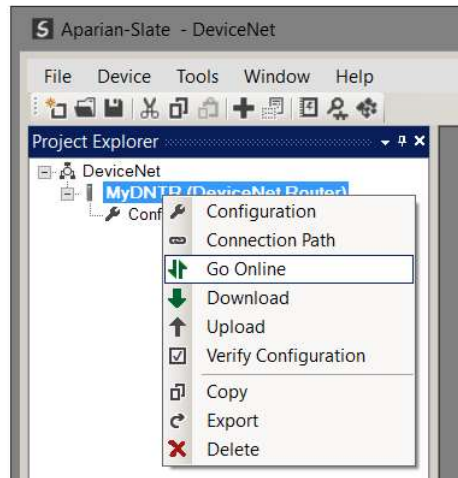 S Aparian-Slate - DeviceNet
File Device Tools Window Help
Project Explorer
DeviceNet
MyDNTR (DeviceNet Router)
Conf
Configuration
Connection Path
Go Online
Download
Upload
Verify Configuration
Copy
Export
Delete